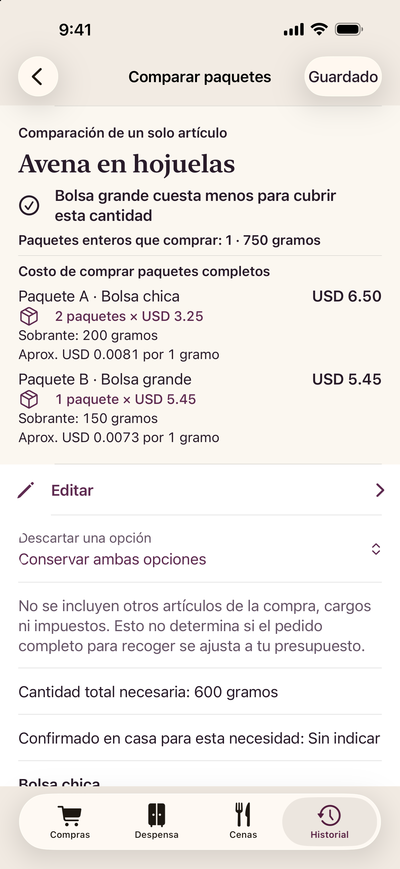 9:41
Comparar paquetes
Guardado
Comparación de un solo artículo
Avena en hojuelas
Bolsa grande cuesta menos para cubrir
esta cantidad
Paquetes enteros que comprar: 1 · 750 gramos
Costo de comprar paquetes completos
Paquete A · Bolsa chica USD 6.50
2 paquetes × USD 3.25
Sobrante: 200 gramos
Aprox. USD 0.0081 por 1 gramo
Paquete B · Bolsa grande USD 5.45
1 paquete × USD 5.45
Sobrante: 150 gramos
Aprox. USD 0.0073 por 1 gramo
Editar
Descartar una opción
Conservar ambas opciones
No se incluyen otros artículos de la compra, cargos
ni impuestos. Esto no determina si el pedido
completo para recoger se ajusta a tu presupuesto.
Cantidad total necesaria: 600 gramos
Confirmado en casa para esta necesidad: Sin indicar
Bolsa chica
Compras
Despensa
Cenas
Historial